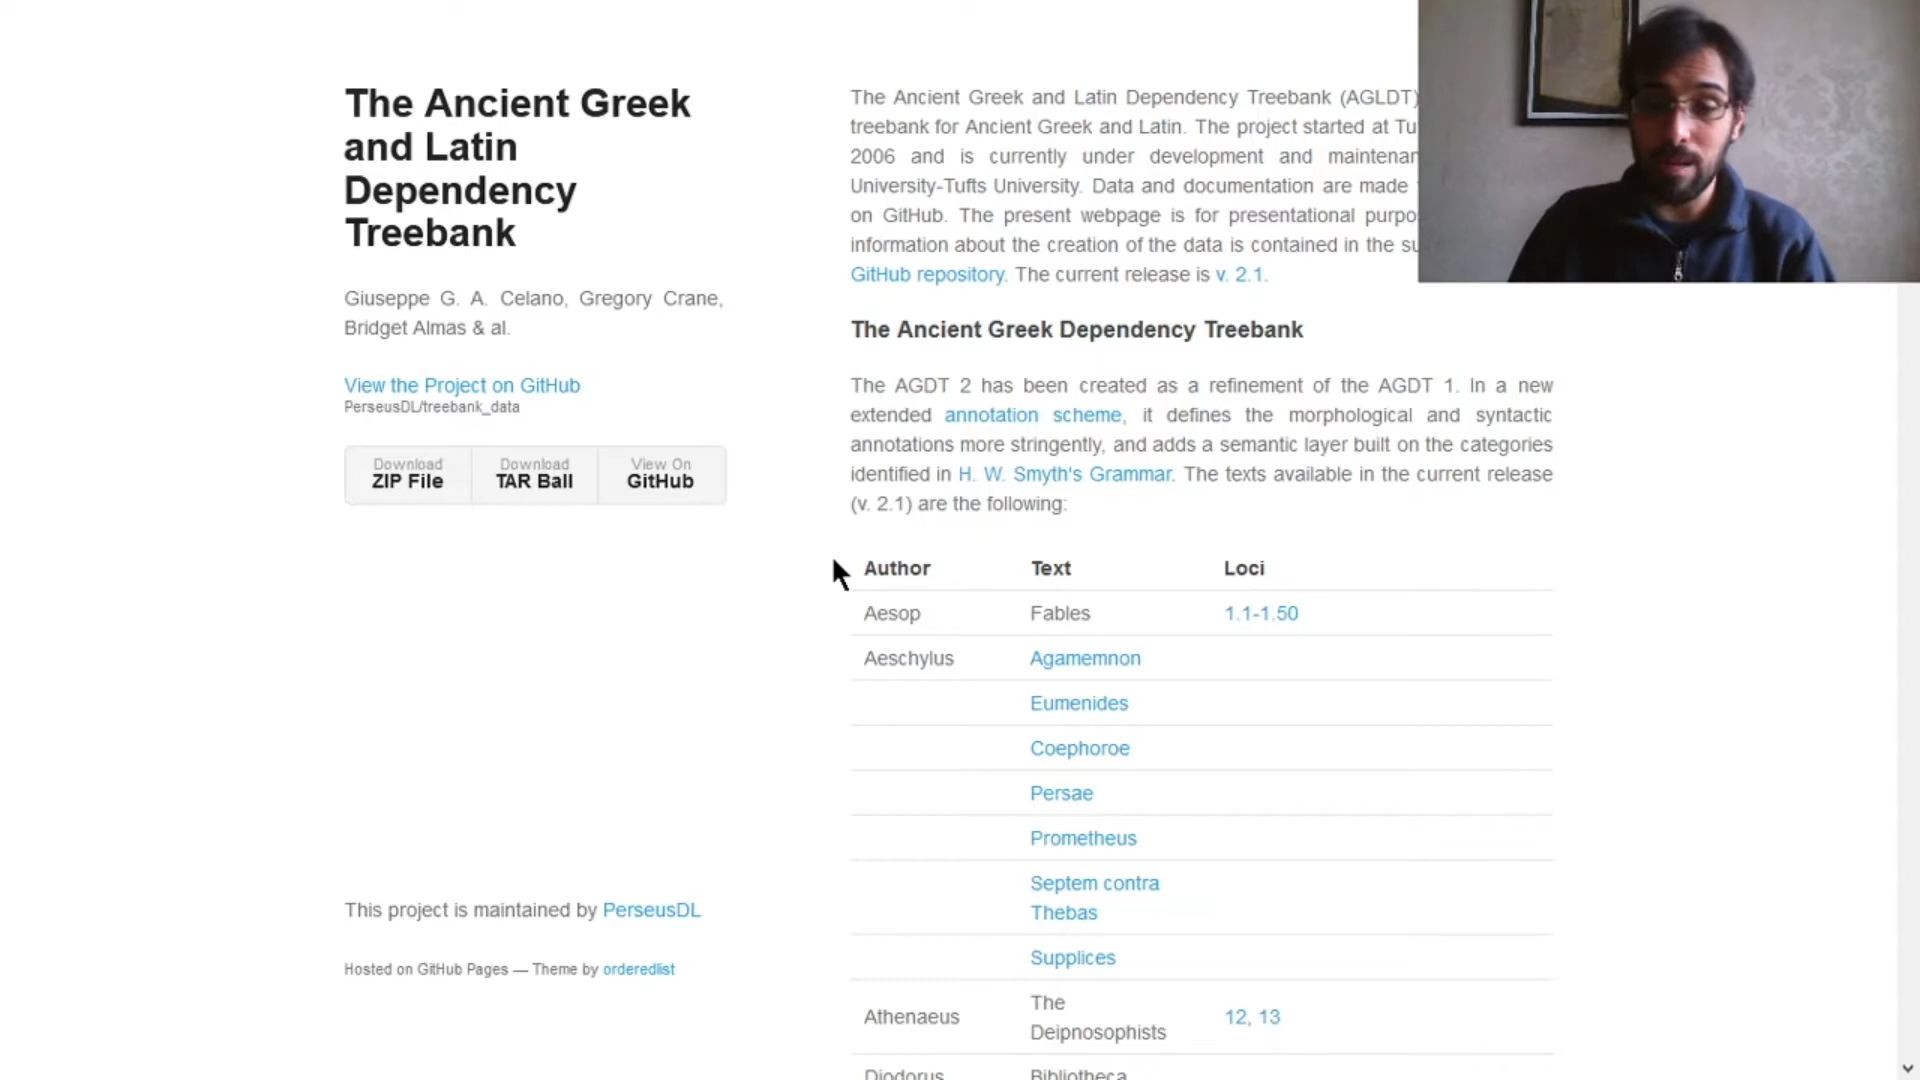 The Ancient Greek
and Latin
Dependency
Treebank
Giuseppe G. A. Celano, Gregory Crane,
Bridget Almas & al.
View the Project on GitHub
PerseusDL/treebank_data
Download
ZIP File
Download
TAR Ball
View On
GitHub
This project is maintained by PerseusDL
Hosted on GitHub Pages — Theme by orderedlist
The Ancient Greek and Latin Dependency Treebank (AGLDT)
treebank for Ancient Greek and Latin. The project started at
2006 and is currently under development and
University-Tufts University. Data and documentation are made
on GitHub. The present webpage is for presentational
information about the creation of the data is contained in the
GitHub repository. The current release is v. 2.1.
The Ancient Greek Dependency Treebank
The AGDT 2 has been created as a refinement of the AGDT 1. In a new
extended annotation scheme, it defines the morphological and syntactic
annotations more stringently, and adds a semantic layer built on the categories
identified in H. W. Smyth's Grammar. The texts available in the current release
(v. 2.1) are the following:
Author Text Loci
Aesop Fables 1.1-1.50
Aeschylus Agamemnon
Eumenides
Coephoroe
Persae
Prometheus
Septem contra
Thebas
Supplices
Athenaeus The
Deipnosophists 12, 13
Diodorus Bibliotheca